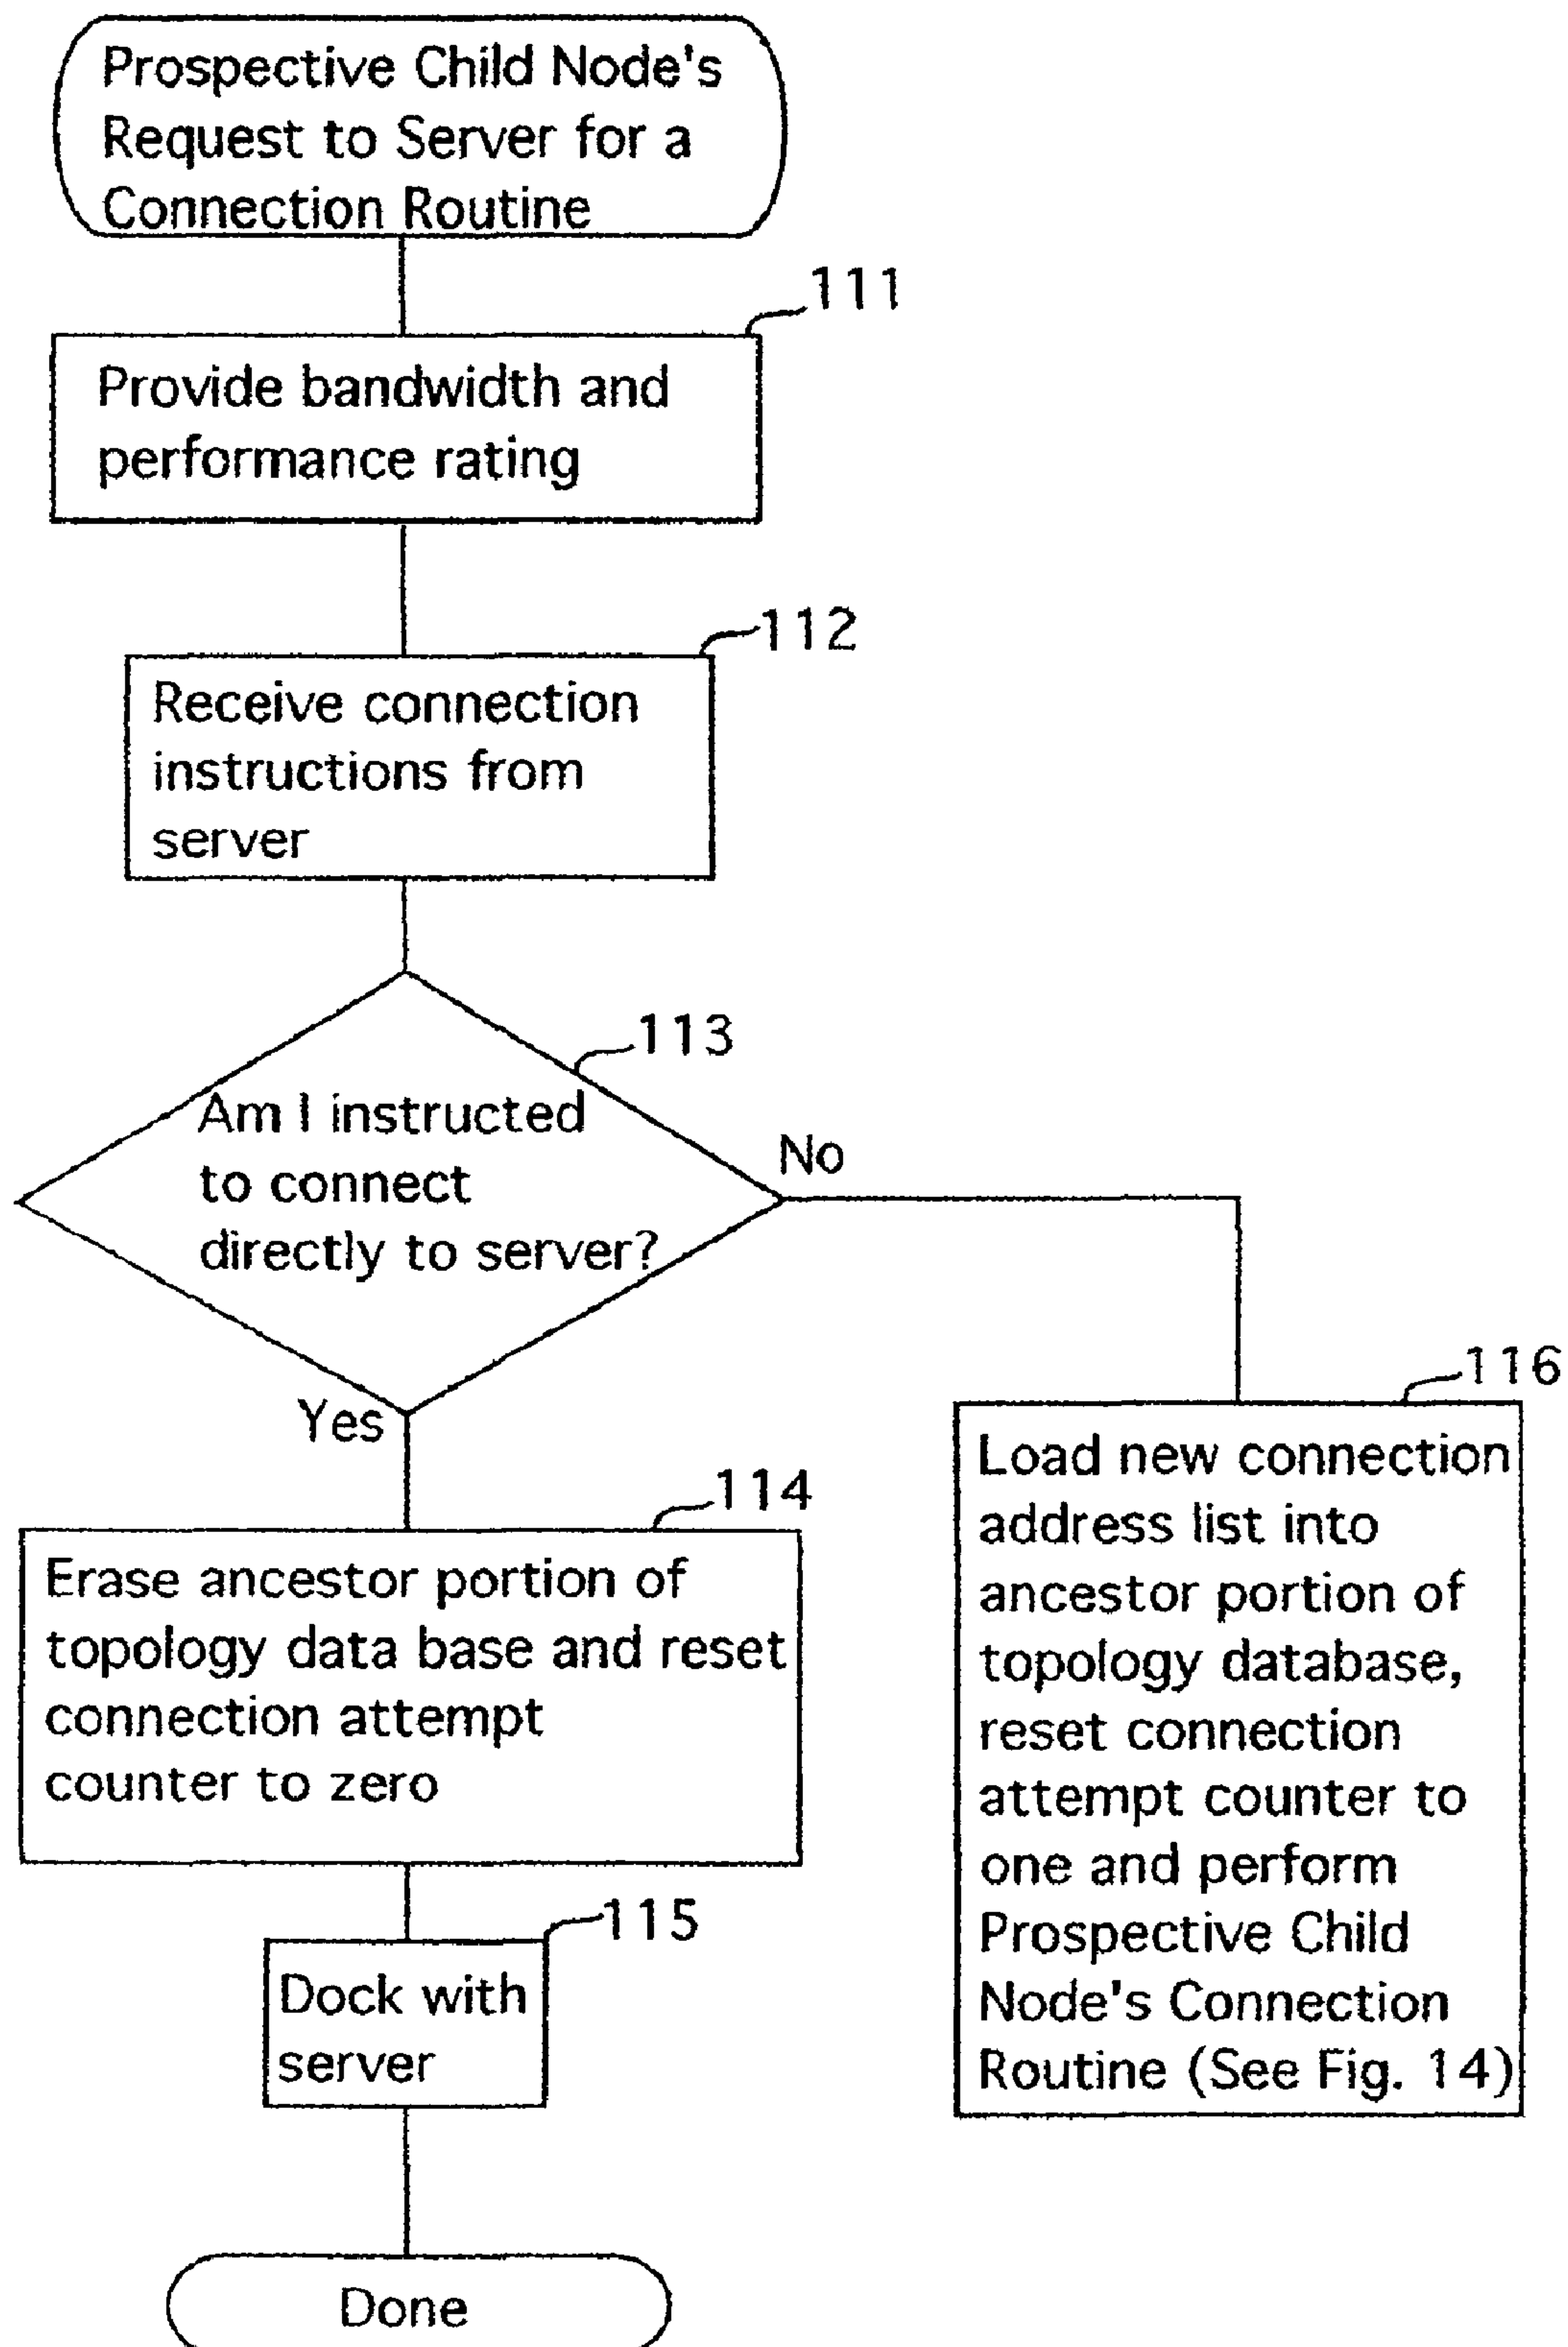 Prospective Child Node's
Request to Server for a
Connection Routine
111
Provide bandwidth and
performance rating
112
Receive connection
instructions from
server
113
Am I instructed
to connect
directly to server?
No
Yes
114
Erase ancestor portion of
topology data base and reset
connection attempt
counter to zero
115
Dock with
server
Done
116
Load new connection
address list into
ancestor portion of
topology database,
reset connection
attempt counter to
one and perform
Prospective Child
Node's Connection
Routine (See Fig. 14)